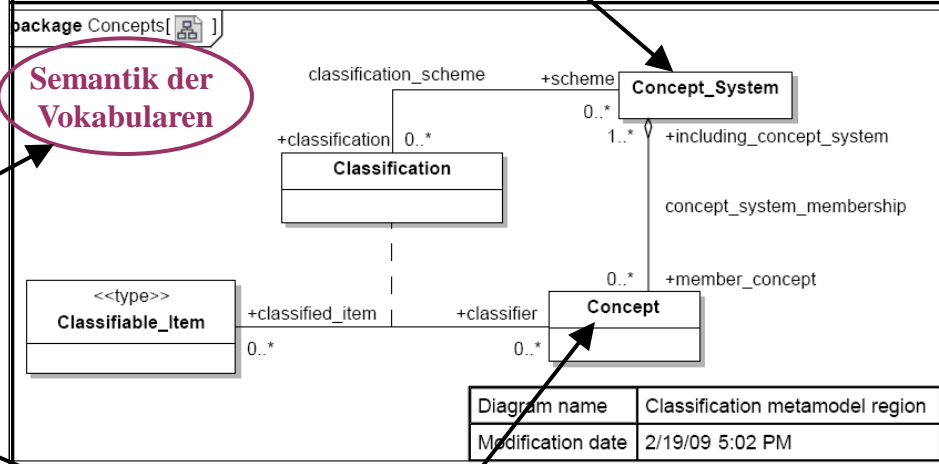 package Concepts[ ]
Semantik der
Vokabularen
classification_scheme
+scheme
0..*
Concept_System
1..*
+including_concept_system
+classification
0..*
Classification
concept_system_membership
0..*
+member_concept
<<type>>
Classifiable_Item
+classified_item
0..*
+classifier
0..*
Concept
Diagram name
Classification metamodel region
Modification date
2/19/09 5:02 PM